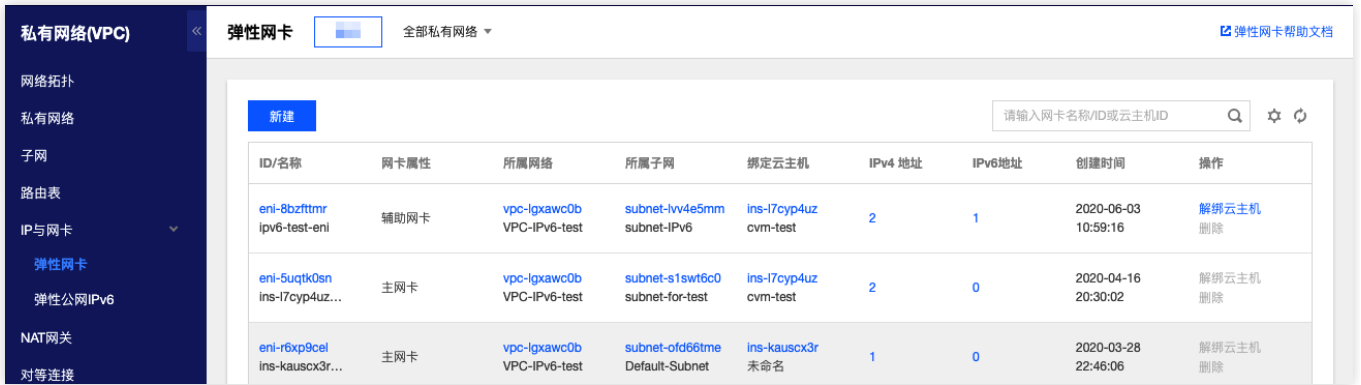 私有网络(VPC)
弹性网卡
全部私有网络
弹性网卡帮助文档
网络拓扑
私有网络
子网
路由表
IP与网卡
弹性网卡
弹性公网IPv6
NAT网关
对等连接
新建
请输入网卡名称/ID或云主机ID
ID/名称 网卡属性 所属网络 所属子网 绑定云主机 IPv4 地址 IPv6地址 创建时间 操作
eni-8bzfttmr vpc-lgxawc0b subnet-lvv4e5mm ins-l7cyp4uz 2020-06-03 解绑云主机
辅助网卡 2 1
ipv6-test-eni VPC-IPv6-test subnet-IPv6 cvm-test 10:59:16 删除
eni-5uqtk0sn vpc-lgxawc0b subnet-s1swt6c0 ins-l7cyp4uz 2020-04-16 解绑云主机
主网卡 2 0
ins-l7cyp4uz... VPC-IPv6-test subnet-for-test cvm-test 20:30:02 删除
eni-r6xp9cel vpc-lgxawc0b subnet-ofd66tme ins-kauscx3r 2020-03-28 解绑云主机
主网卡 1 0
ins-kauscx3r... VPC-IPv6-test Default-Subnet 未命名 22:46:06 删除